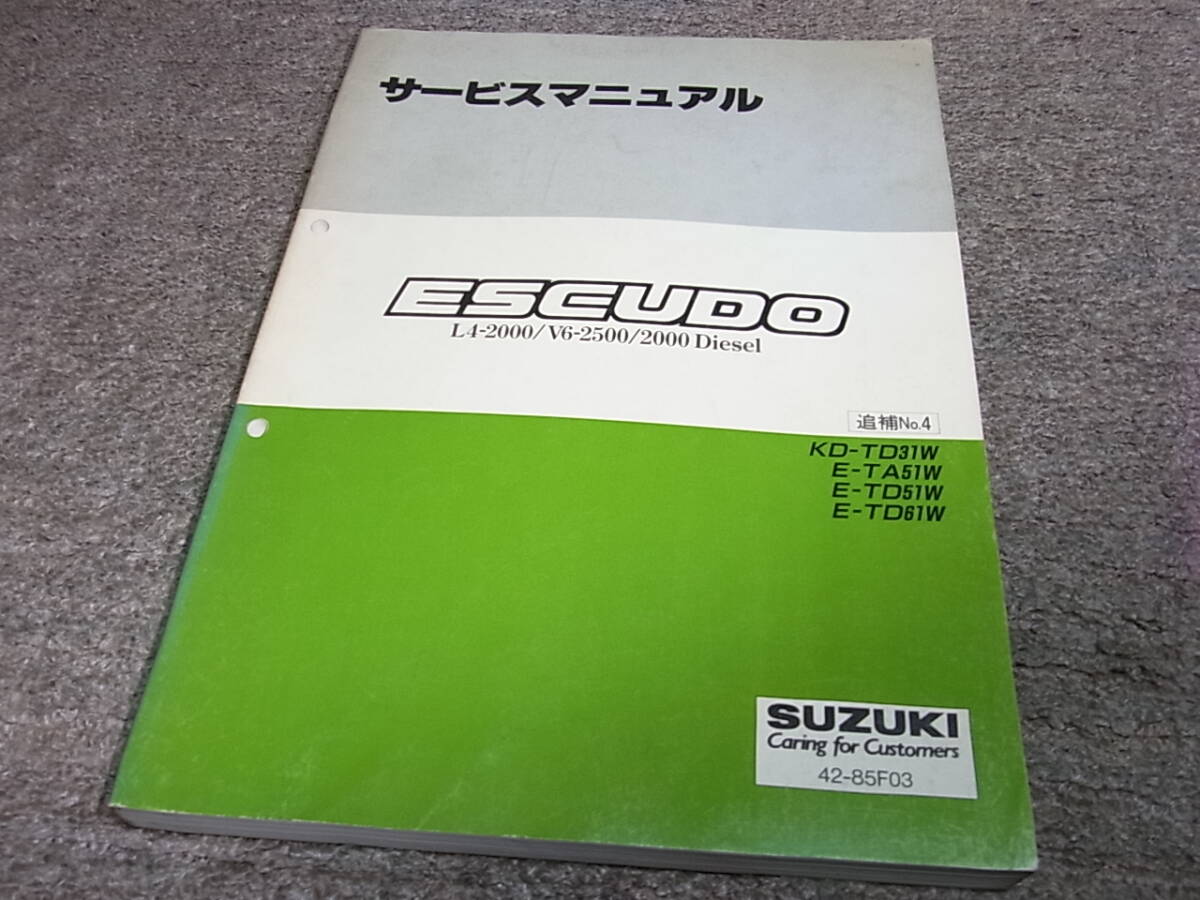 サービスマニュアル
ESCUDO
L4-2000/V6-2500/2000 Diesel
追補No.4
KD-TD31W
E-TA51W
E-TD51W
E-TD61W
SUZUKI
Caring for Customers
42-85F03